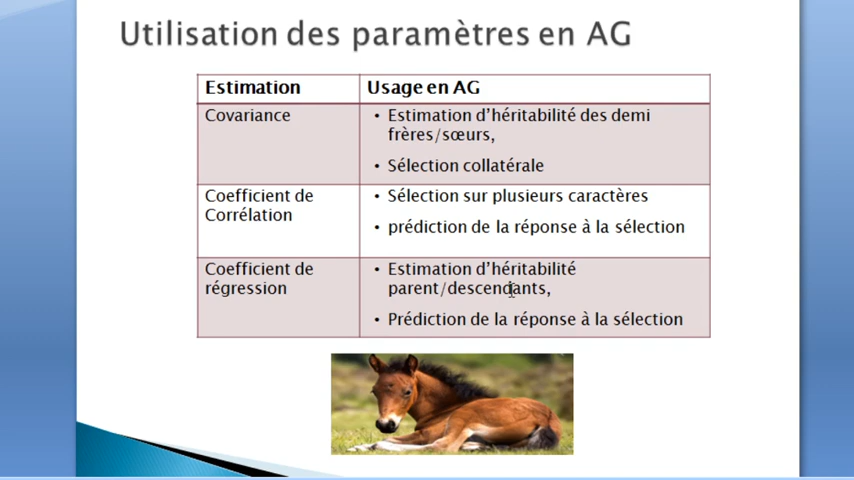 Utilisation des paramètres en AG
Estimation
Usage en AG
Covariance
• Estimation d’héritabilité des demi
frères/sœurs,
• Sélection collatérale
Coefficient de
Corrélation
• Sélection sur plusieurs caractères
• prédiction de la réponse à la sélection
Coefficient de
régression
• Estimation d’héritabilité
parent/descendants,
• Prédiction de la réponse à la sélection